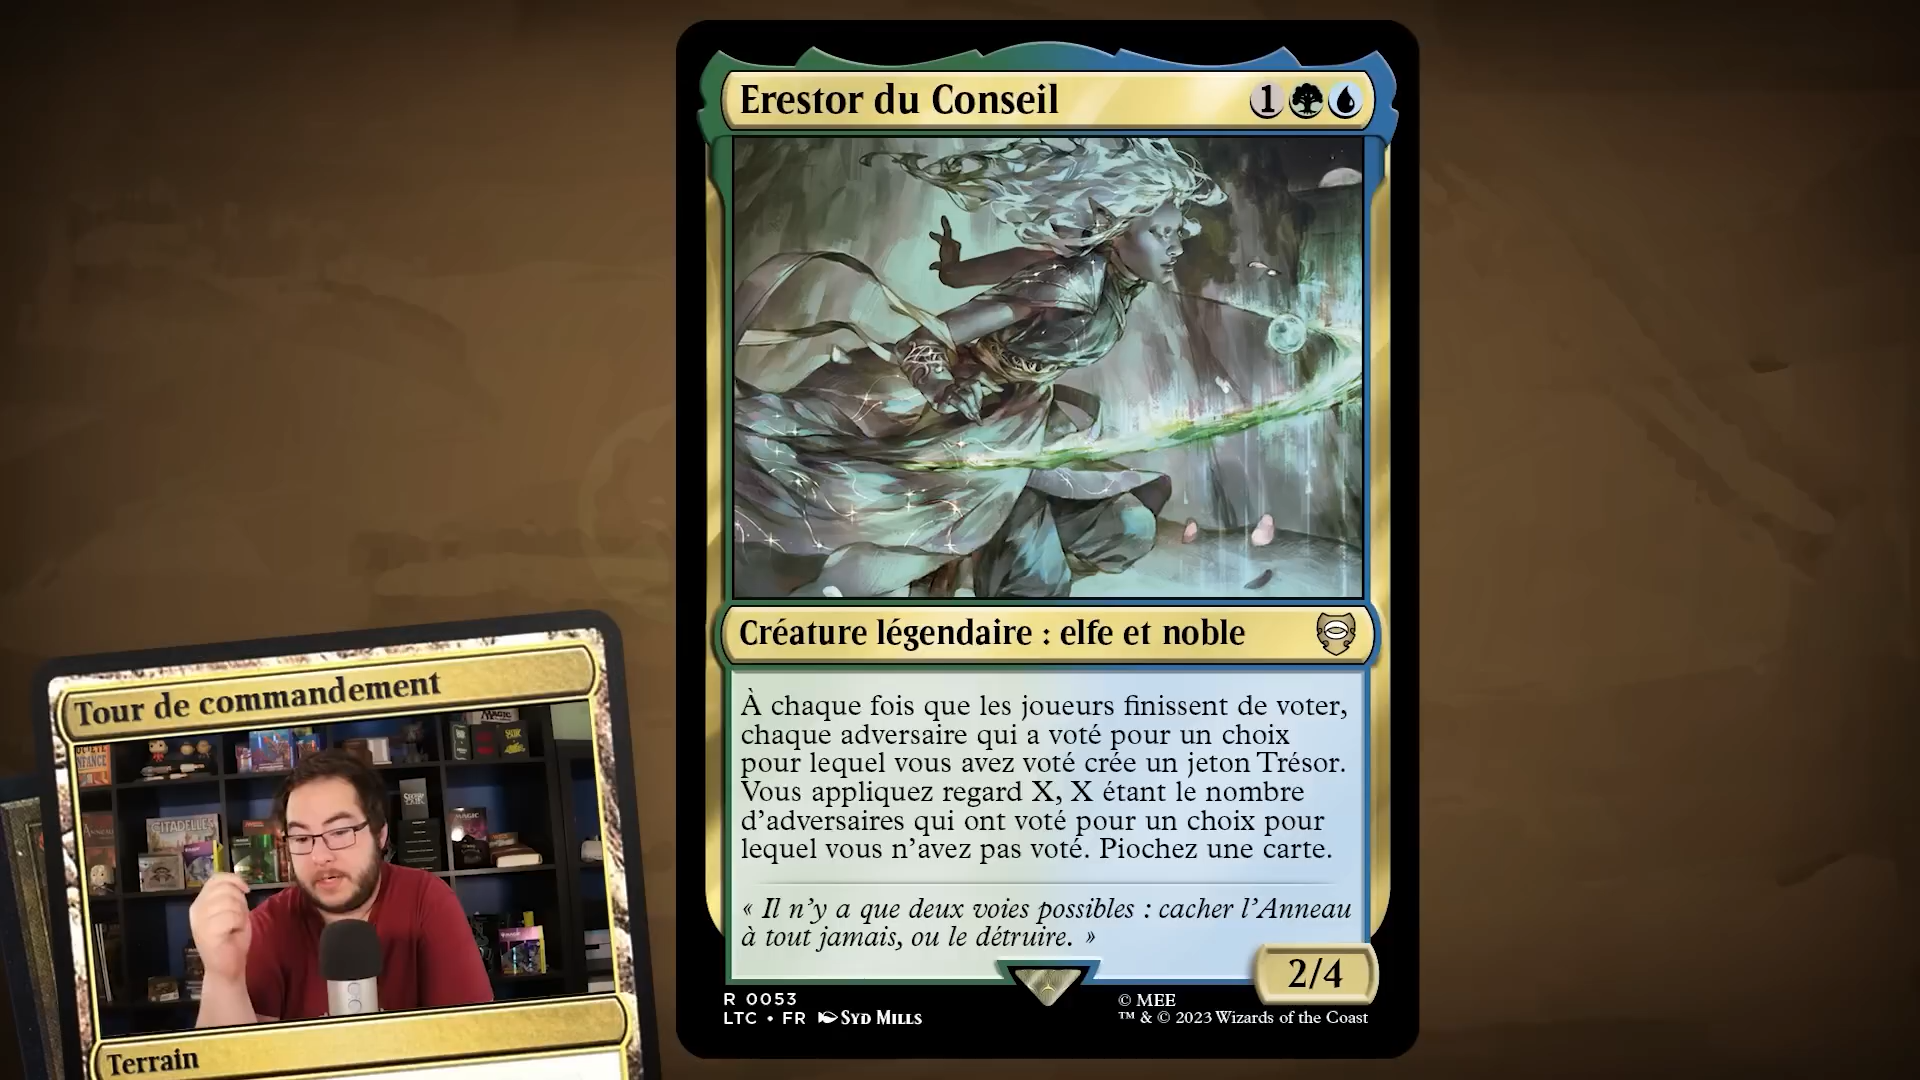 Erestor du Conseil
1
Créature légendaire : elfe et noble
À chaque fois que les joueurs finissent de voter,
chaque adversaire qui a voté pour un choix
pour lequel vous avez voté crée un jeton Trésor.
Vous appliquez regard X, X étant le nombre
d'adversaires qui ont voté pour un choix pour
lequel vous n'avez pas voté. Piochez une carte.
« Il n'y a que deux voies possibles : cacher l'Anneau
à tout jamais, ou le détruire. »
2/4
R 0053
LTC • FR Syd Mills
© MEE
™ & © 2023 Wizards of the Coast
Tour de commandement
CITADELLES
MAGIC
Terrain